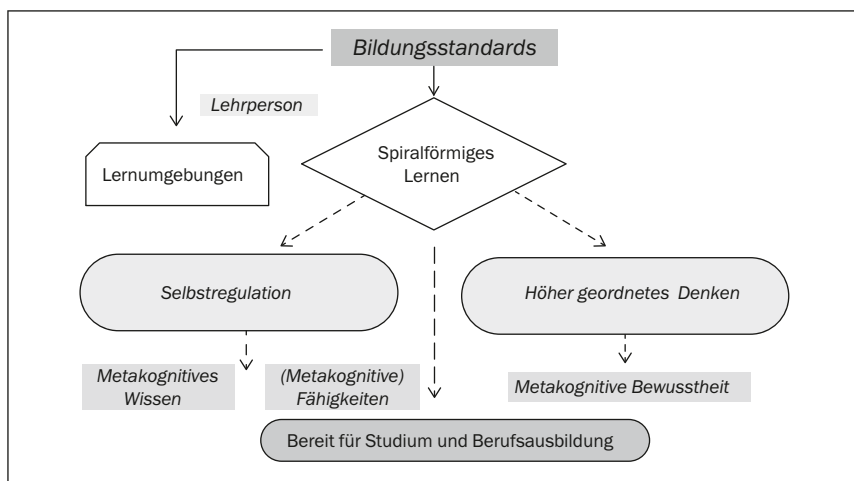 Bildungsstandards
Lehrperson
Lernumgebungen
Spiralförmiges
Lernen
Selbstregulation
Höher geordnetes Denken
Metakognitives
Wissen
(Metakognitive)
Fähigkeiten
Metakognitive Bewusstheit
Bereit für Studium und Berufsausbildung